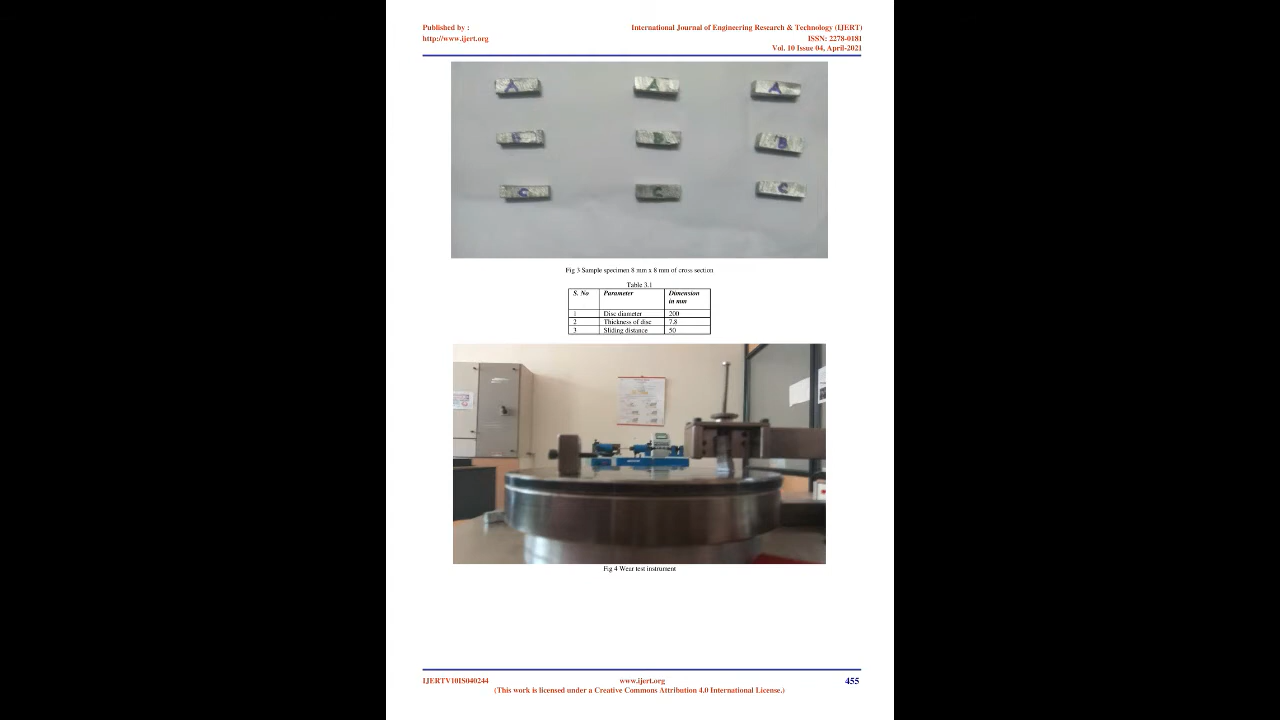 Published by :
International Journal of Engineering Research & Technology (IJERT)
http://www.ijert.org
ISSN: 2278-0181
Vol. 10 Issue 04, April-2021
A A A
B B B
C C C
Fig 3 Sample specimen 8 mm x 8 mm of cross section
Table 3.1
S. No Parameter Dimension in mm
1 Disc diameter 200
2 Thickness of disc 7.8
3 Sliding distance 50
Fig 4 Wear test instrument
IJERTV10IS040244 www.ijert.org 455
(This work is licensed under a Creative Commons Attribution 4.0 International License.)